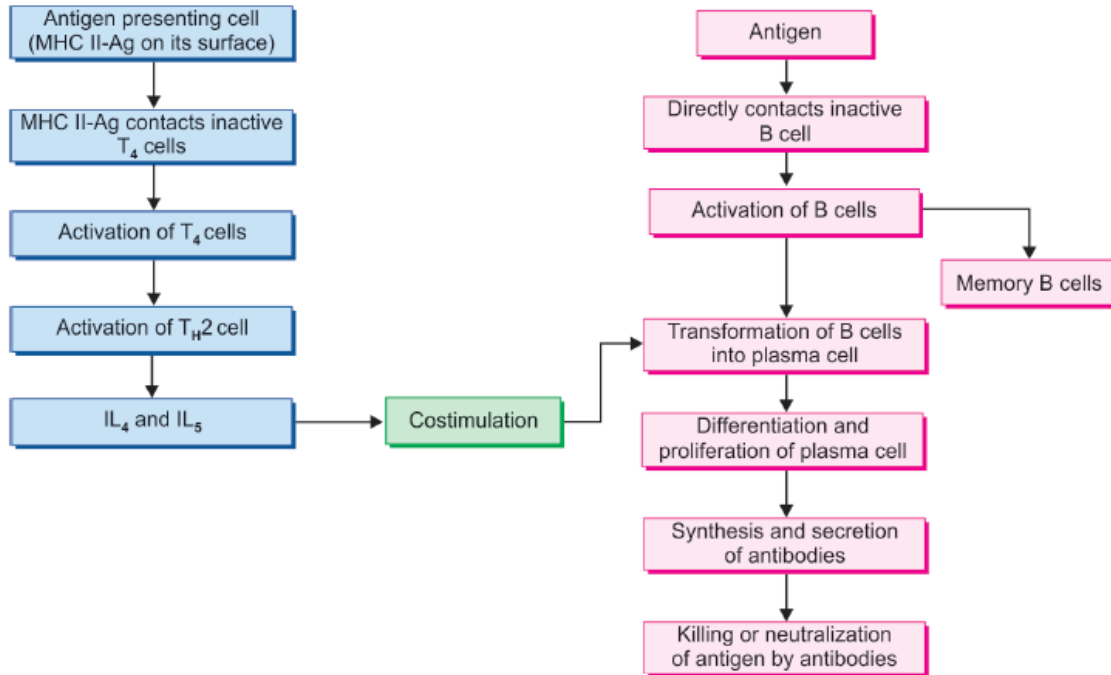 Antigen presenting cell
(MHC II-Ag on its surface)
MHC II-Ag contacts inactive
T₄ cells
Activation of T₄ cells
Activation of T_H2 cell
IL₄ and IL₅
Costimulation
Antigen
Directly contacts inactive
B cell
Activation of B cells
Memory B cells
Transformation of B cells
into plasma cell
Differentiation and
proliferation of plasma cell
Synthesis and secretion
of antibodies
Killing or neutralization
of antigen by antibodies